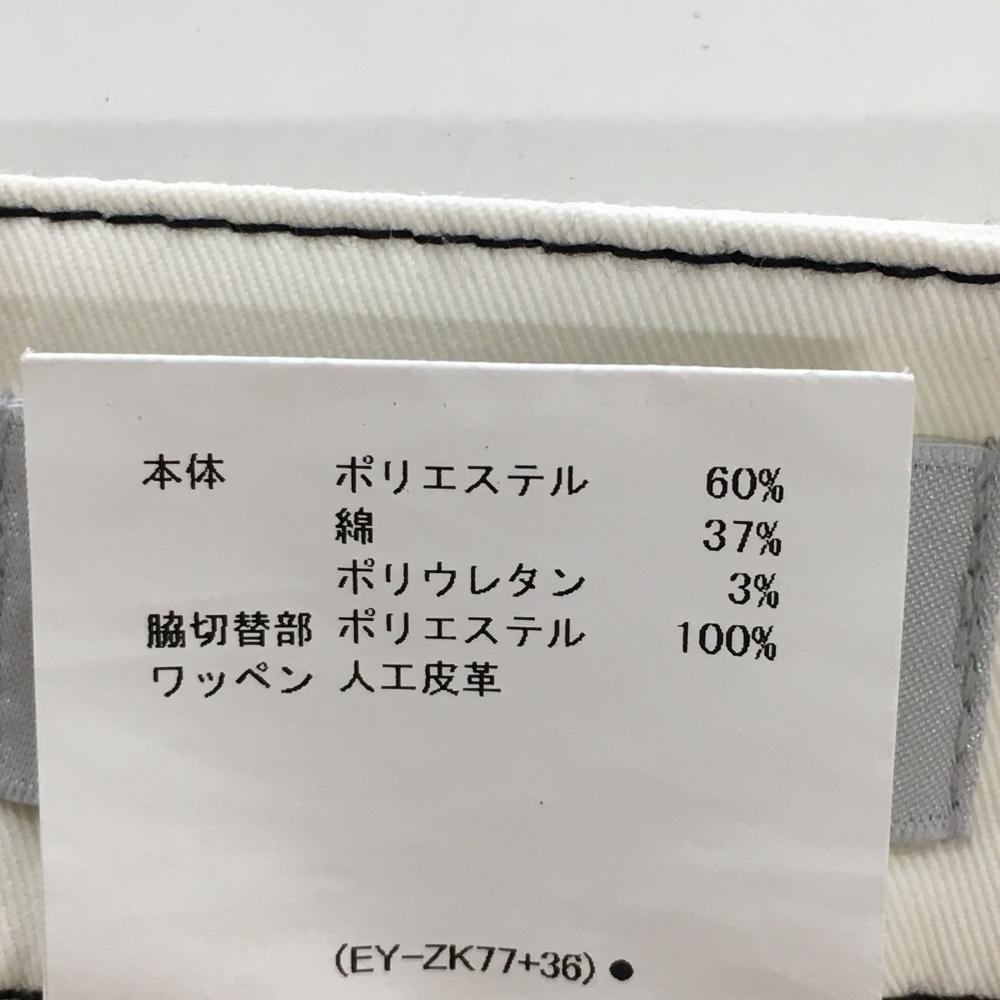 本体 ポリエステル 60%
綿 37%
ポリウレタン 3%
脇切替部 ポリエステル 100%
ワッペン 人工皮革
(EY-ZK77+36)●